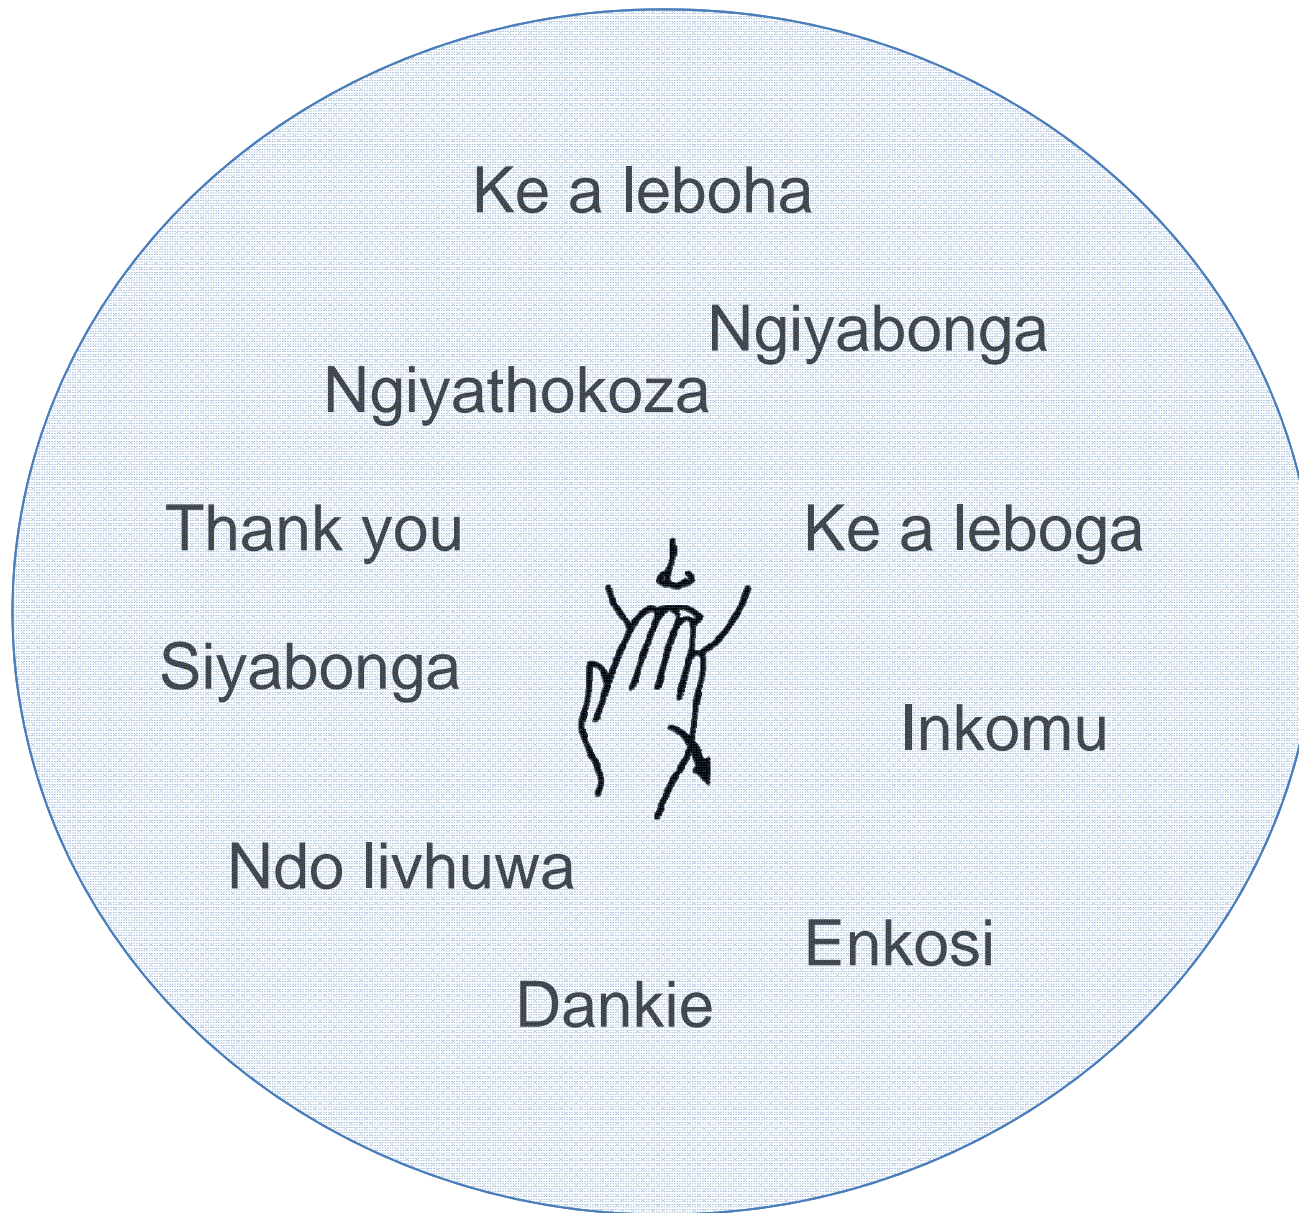 Ke a leboha
Ngiyabonga
Ngiyathokoza
Thank you
Ke a leboga
Siyabonga
Inkomu
Ndo livhuwa
Enkosi
Dankie